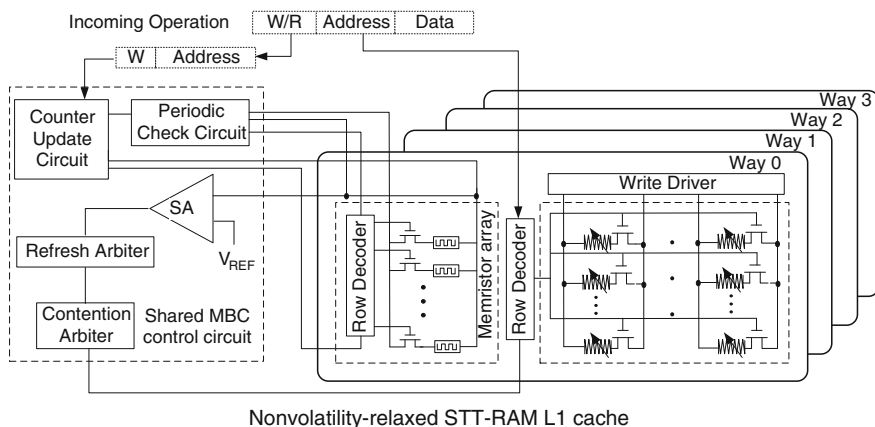 Incoming Operation
W/R Address Data
W Address
Counter Update Circuit
Periodic Check Circuit
SA
VREF
Refresh Arbiter
Contention Arbiter
Shared MBC control circuit
Way 3
Way 2
Way 1
Way 0
Write Driver
Row Decoder
Memristor array
Row Decoder
Nonvolatility-relaxed STT-RAM L1 cache